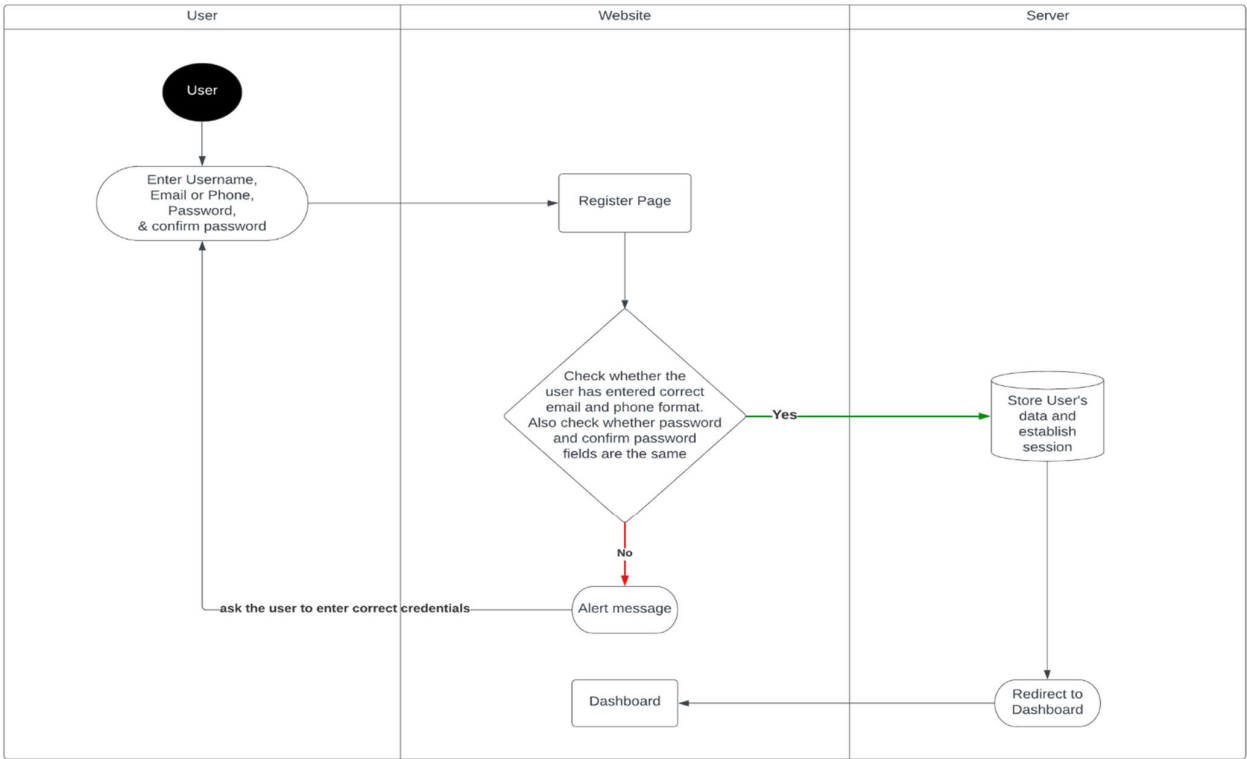 User
Website
Server
User
Enter Username,
Email or Phone,
Password,
& confirm password
Register Page
Check whether the
user has entered correct
email and phone format.
Also check whether password
and confirm password
fields are the same
Yes
Store User's
data and
establish
session
No
Alert message
ask the user to enter correct credentials
Redirect to
Dashboard
Dashboard